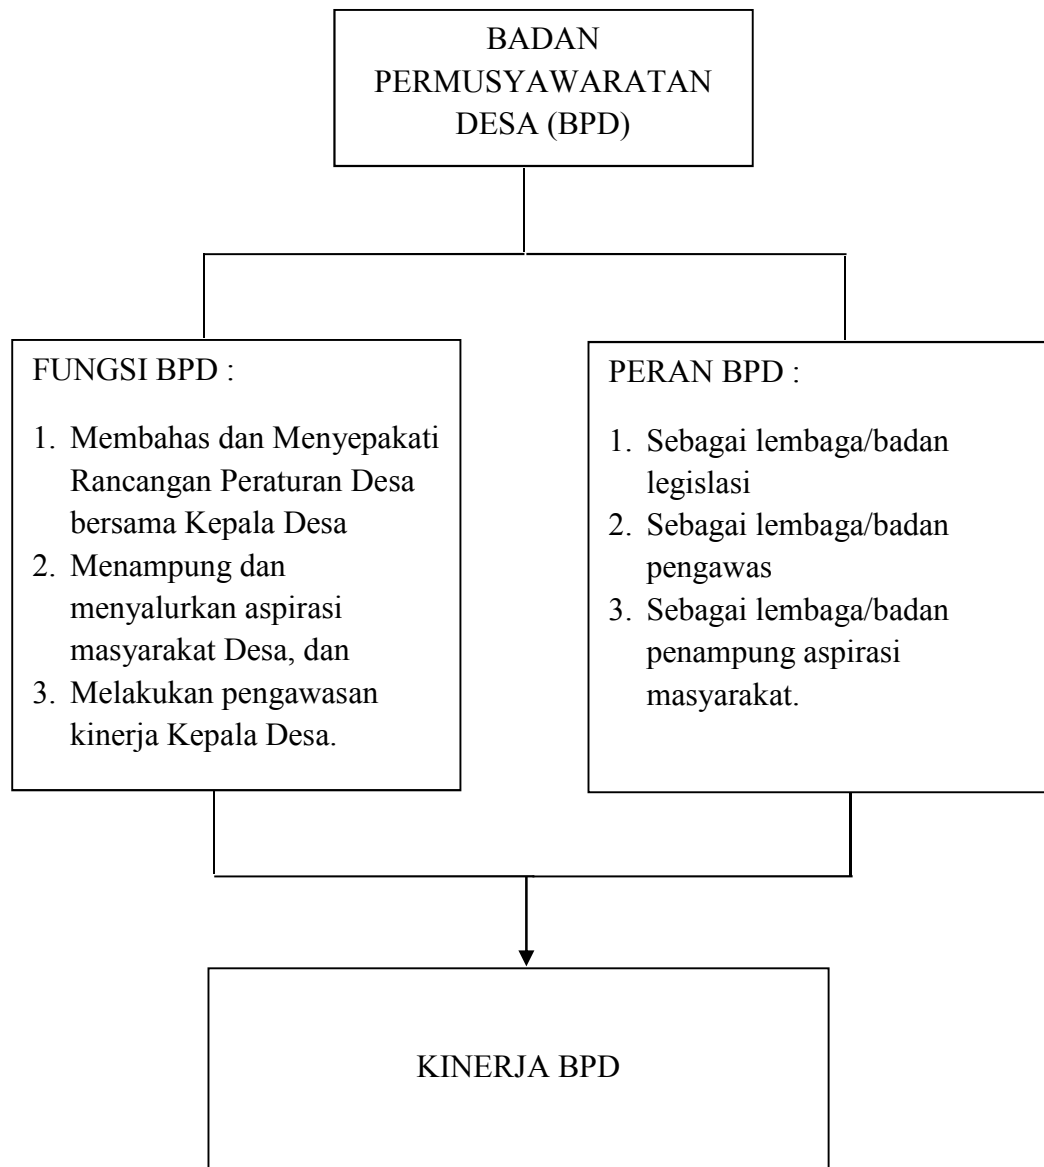 BADAN
PERMUSYAWARATAN
DESA (BPD)
FUNGSI BPD :
1. Membahas dan Menyepakati
Rancangan Peraturan Desa
bersama Kepala Desa
2. Menampung dan
menyalurkan aspirasi
masyarakat Desa, dan
3. Melakukan pengawasan
kinerja Kepala Desa.
PERAN BPD :
1. Sebagai lembaga/badan
legislasi
2. Sebagai lembaga/badan
pengawas
3. Sebagai lembaga/badan
penampung aspirasi
masyarakat.
KINERJA BPD